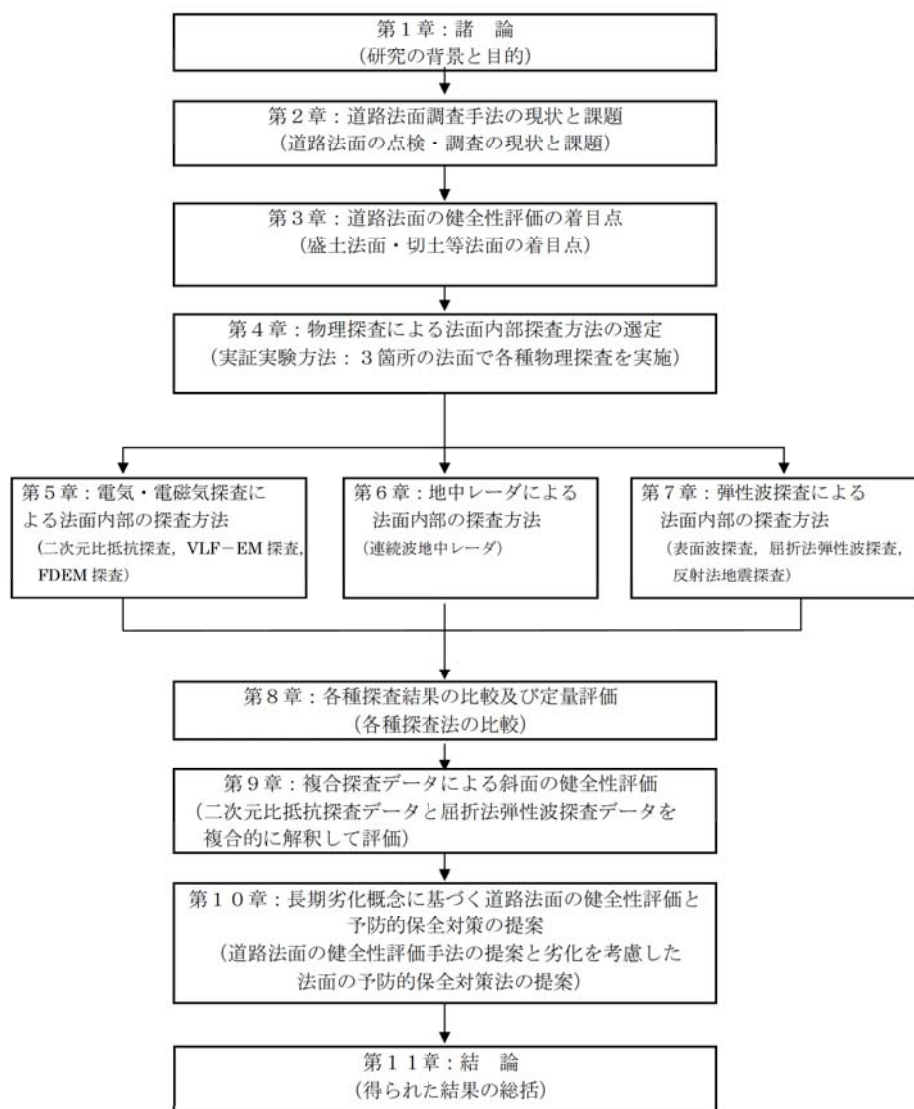 第１章：諸　論
（研究の背景と目的）
第２章：道路法面調査手法の現状と課題
（道路法面の点検・調査の現状と課題）
第３章：道路法面の健全性評価の着目点
（盛土法面・切土等法面の着目点）
第４章：物理探査による法面内部探査方法の選定
（実証実験方法：３箇所の法面で各種物理探査を実施）
第５章：電気・電磁気探査に
よる法面内部の探査方法
（二次元比抵抗探査，VLF－EM 探査，
FDEM 探査）
第６章：地中レーダによる
法面内部の探査方法
（連続波地中レーダ）
第７章：弾性波探査による
法面内部の探査方法
（表面波探査，屈折法弾性波探査，
反射法地震探査）
第８章：各種探査結果の比較及び定量評価
（各種探査法の比較）
第９章：複合探査データによる斜面の健全性評価
（二次元比抵抗探査データと屈折法弾性波探査データを
複合的に解釈して評価）
第１０章：長期劣化概念に基づく道路法面の健全性評価と
予防的保全対策の提案
（道路法面の健全性評価手法の提案と劣化を考慮した
法面の予防的保全対策法の提案）
第１１章：結　論
（得られた結果の総括）